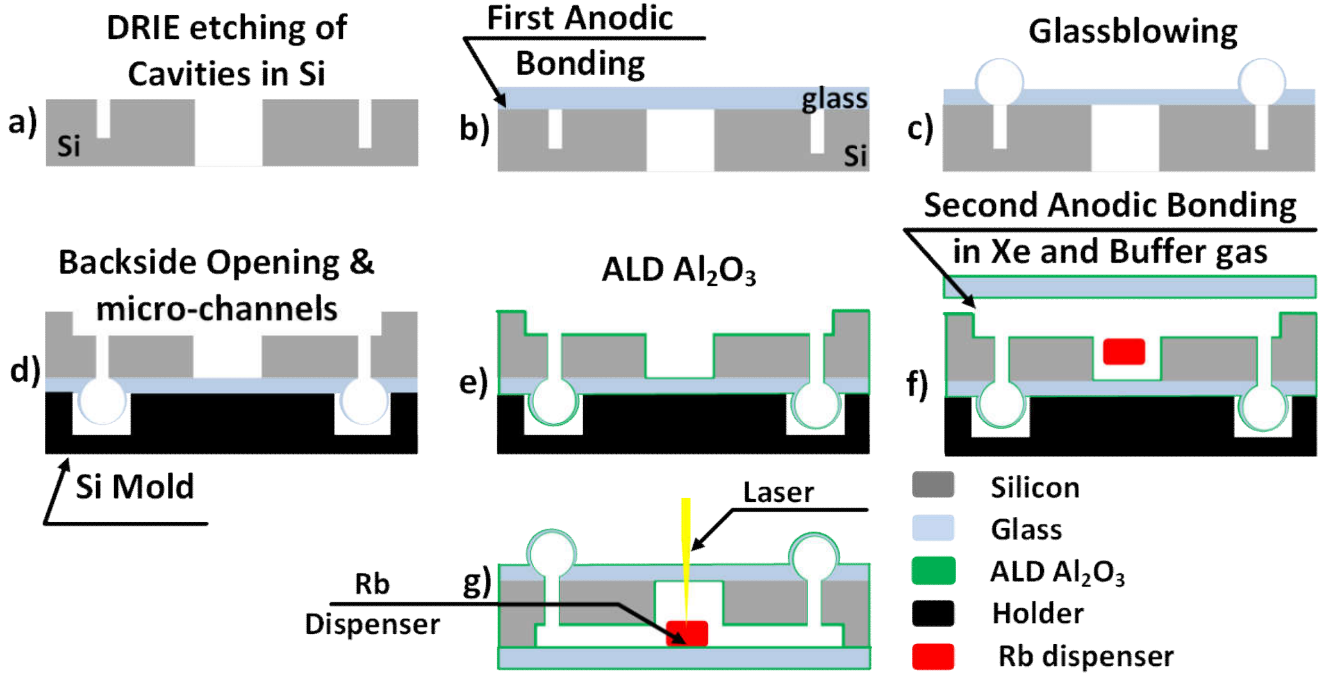 DRIE etching of
Cavities in Si
a)
Si
First Anodic
Bonding
glass
b)
Si
Glassblowing
c)
Backside Opening &
micro-channels
d)
Si Mold
ALD Al₂O₃
e)
Second Anodic Bonding
in Xe and Buffer gas
f)
Laser
g)
Rb
Dispenser
Silicon
Glass
ALD Al₂O₃
Holder
Rb dispenser